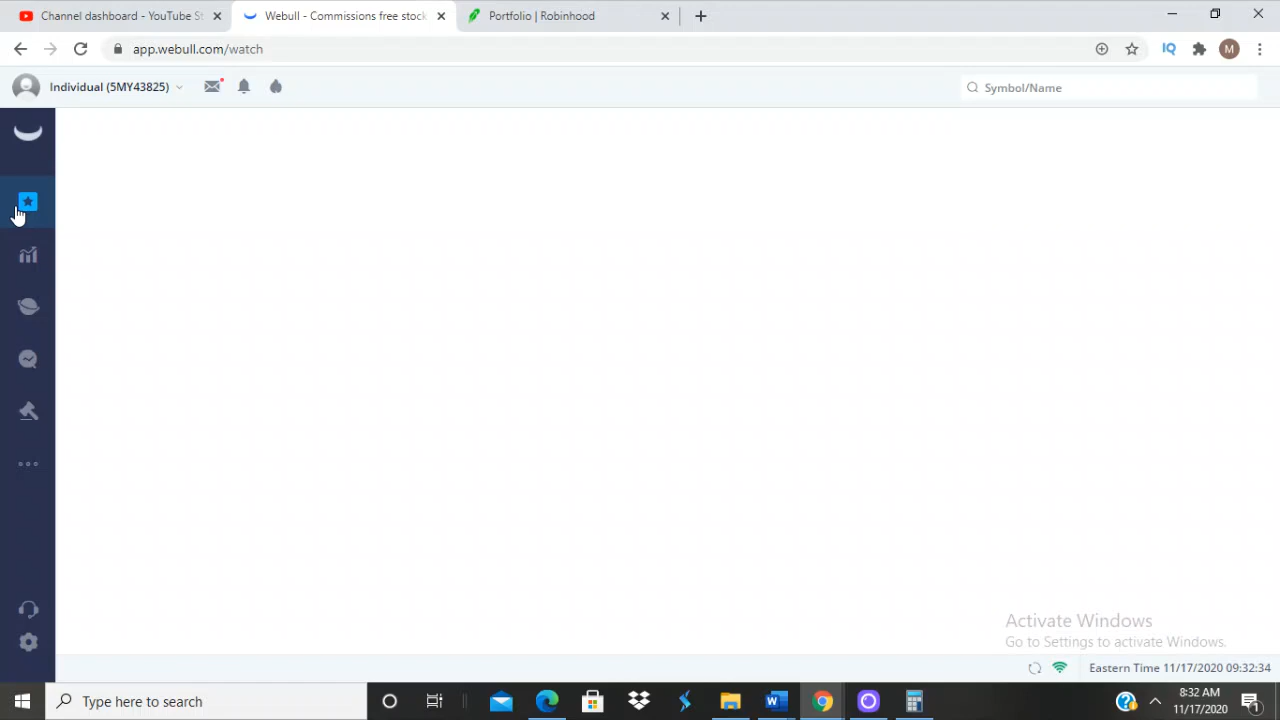 Channel dashboard - YouTube St
Webull - Commissions free stock
Portfolio | Robinhood
app.webull.com/watch
IQ
M
Individual (5MY43825)
Symbol/Name
Activate Windows
Go to Settings to activate Windows.
Eastern Time 11/17/2020 09:32:34
Type here to search
8:32 AM
11/17/2020
1